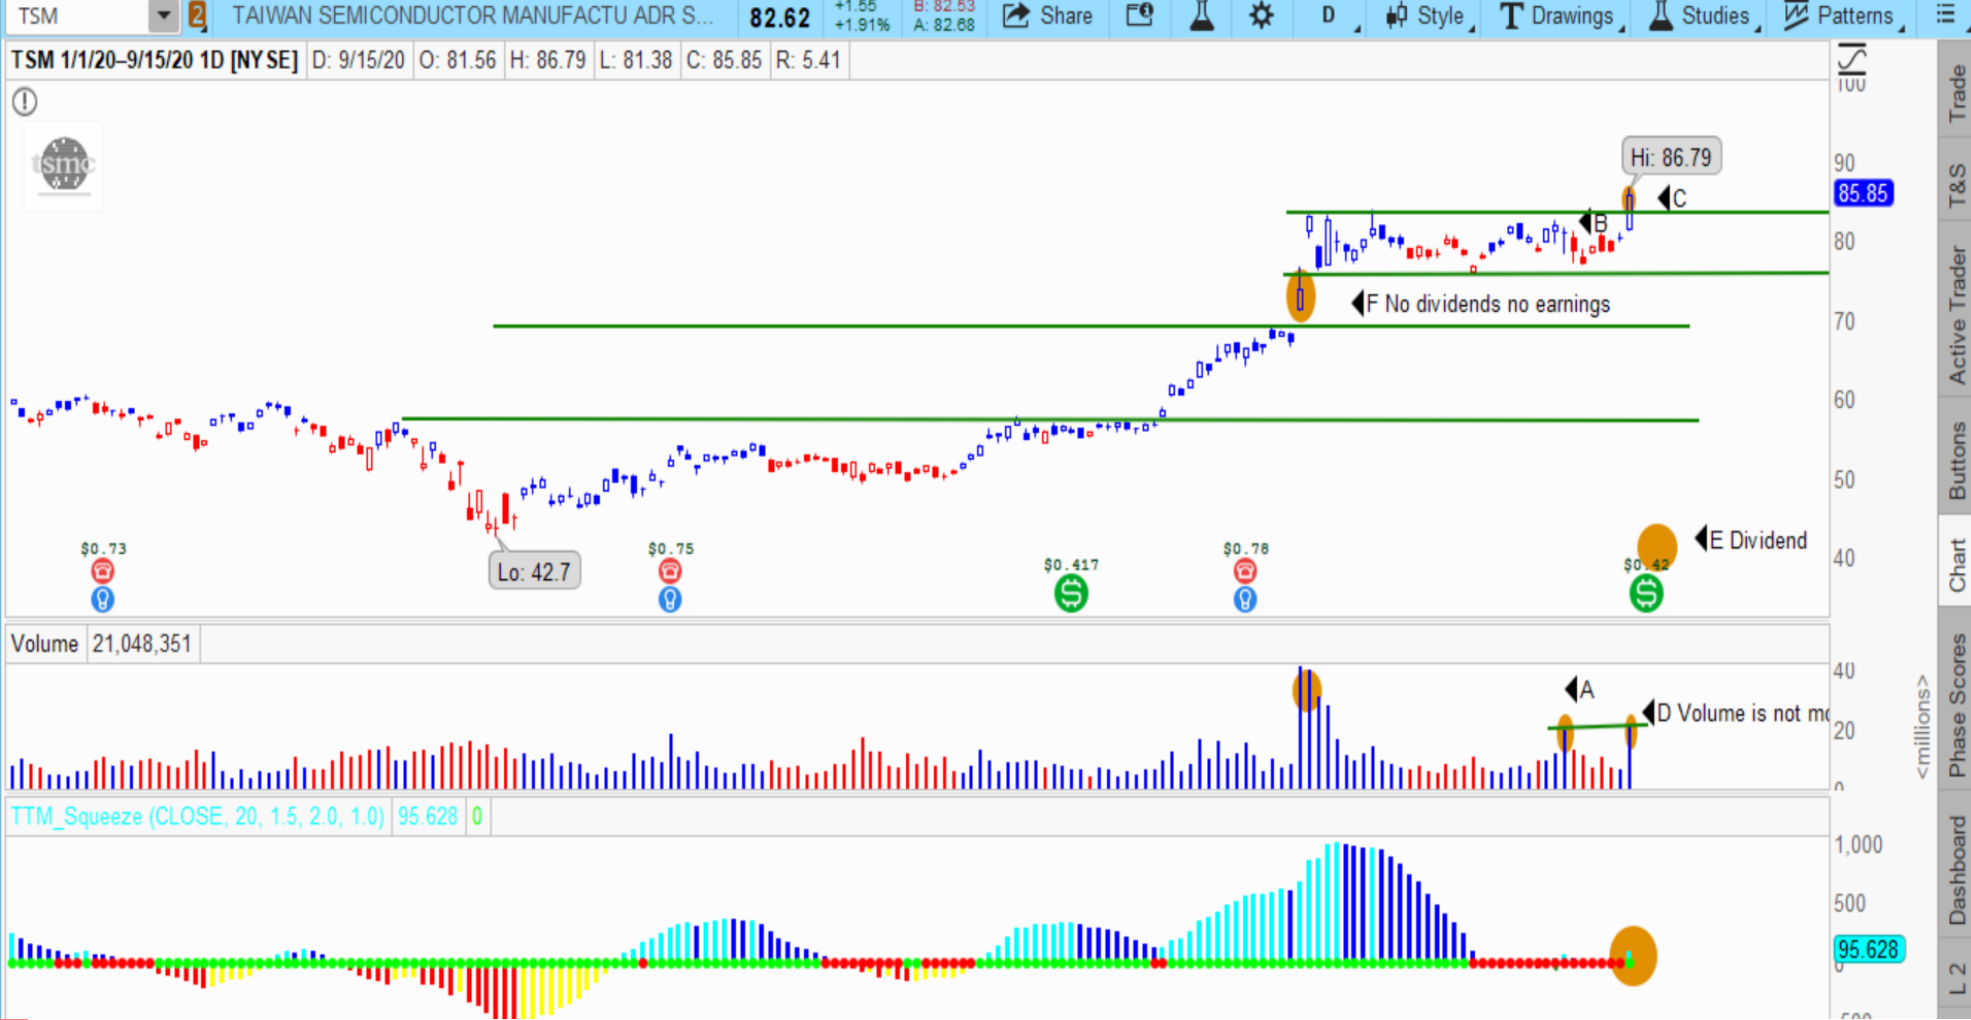 TSM
2
TAIWAN SEMICONDUCTOR MANUFACTU ADR S...
82.62
+1.55
+1.91%
B: 82.53
A: 82.68
Share
D
Style
Drawings
Studies
Patterns
TSM 1/1/20–9/15/20 1D [NYSE]
D: 9/15/20
O: 81.56
H: 86.79
L: 81.38
C: 85.85
R: 5.41
tsmc
Hi: 86.79
C
B
F No dividends no earnings
Lo: 42.7
E Dividend
$0.73
$0.75
$0.417
$0.78
$0.42
100
90
85.85
80
70
60
50
40
Volume
21,048,351
A
D Volume is not mo
40
20
0
<millions>
TTM_Squeeze (CLOSE, 20, 1.5, 2.0, 1.0)
95.628
0
1,000
500
95.628
0
-500
Trade
T&S
Active Trader
Buttons
Chart
Phase Scores
Dashboard
L 2